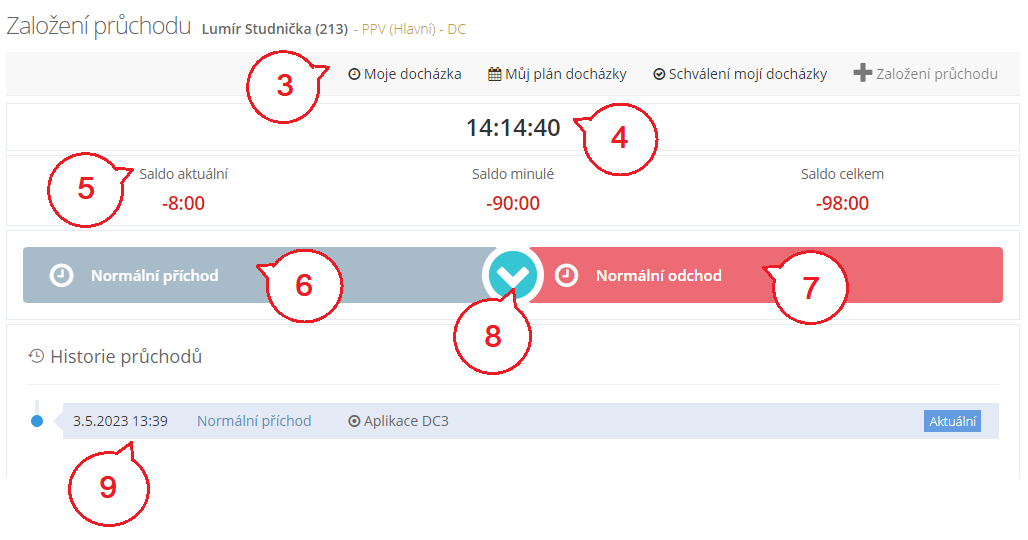 Založení průchodu Lumír Studnička (213) - PPV (Hlavní) - DC
3 Moje docházka Můj plán docházky Schválení mojí docházky Založení průchodu
14:14:40 4
5 Saldo aktuální Saldo minulé Saldo celkem
-8:00 -90:00 -98:00
Normální příchod 6 Normální odchod 7
8
Historie průchodů
3.5.2023 13:39 Normální příchod Aplikace DC3 Aktuální
9